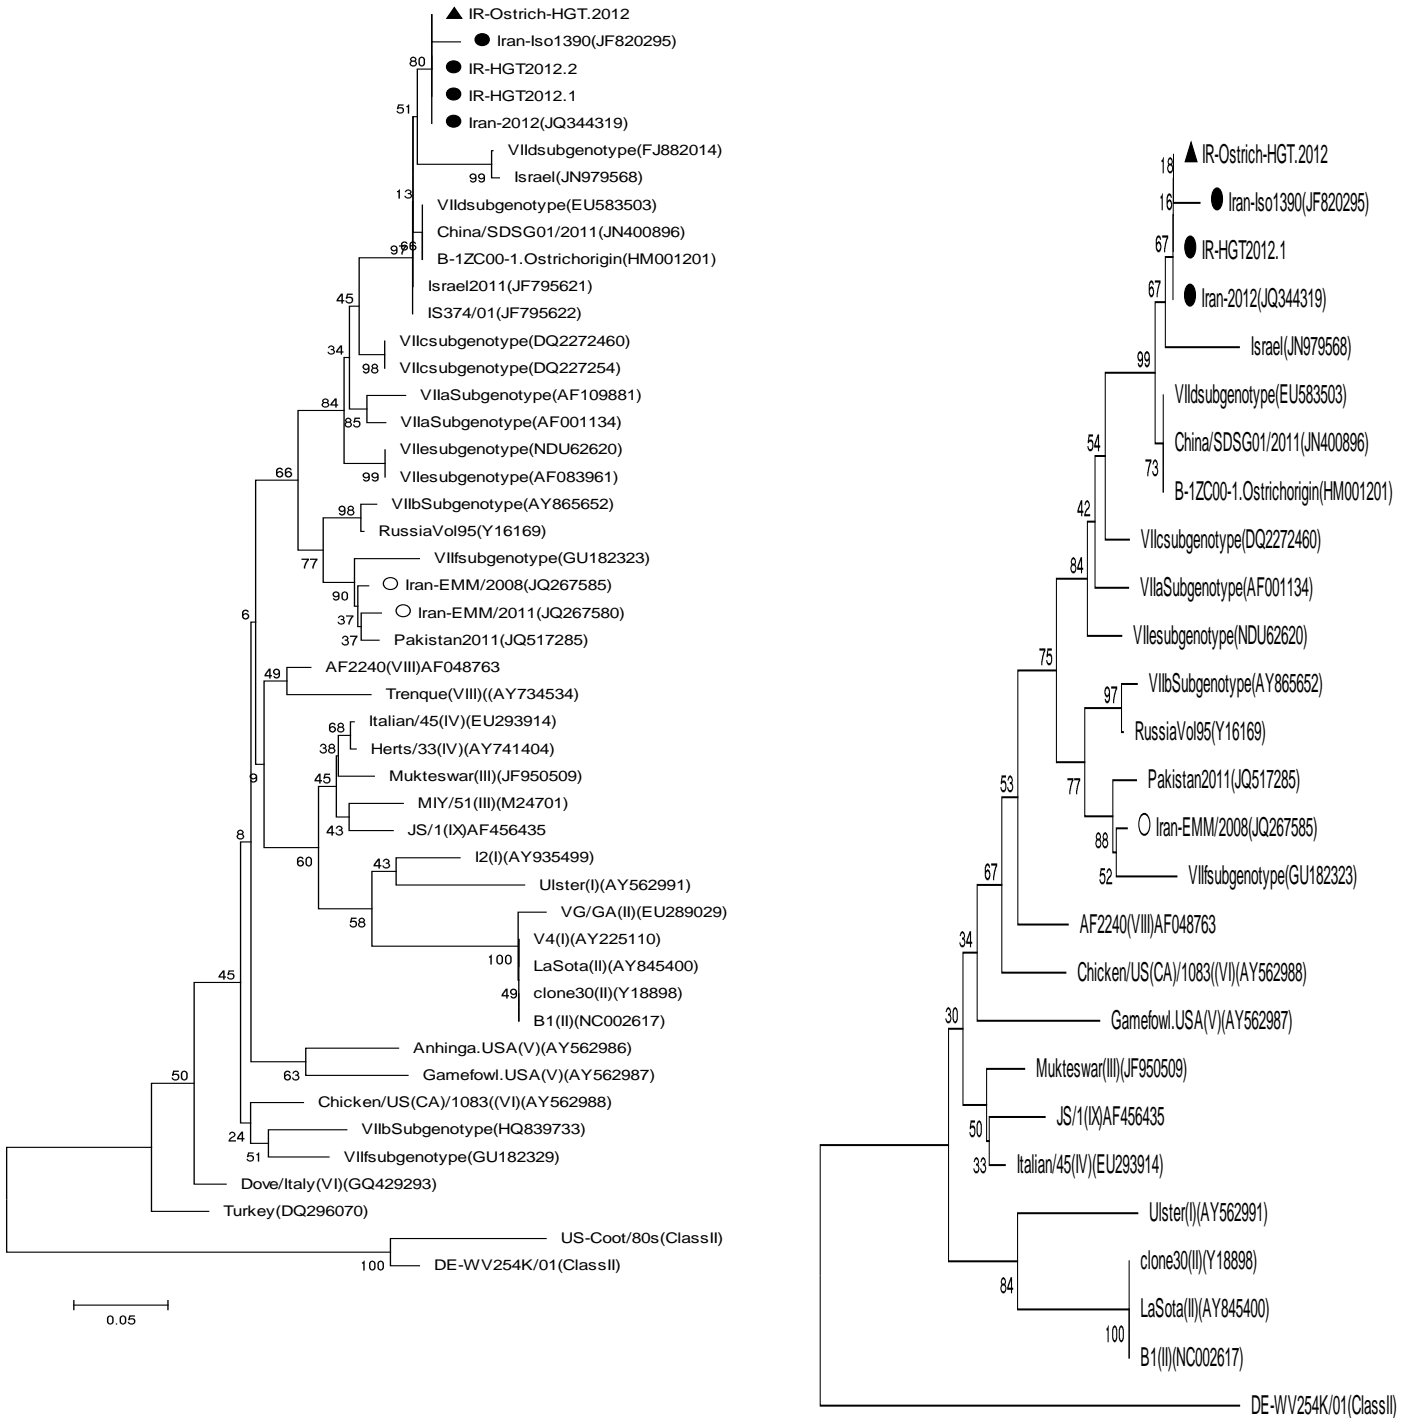 IR-Ostrich-HGT.2012
Iran-Iso1390(JF820295)
80
IR-HGT2012.2
IR-HGT2012.1
51
Iran-2012(JQ344319)
VIIdsubgenotype(FJ882014)
99
Israel(JN979568)
13
VIIdsubgenotype(EU583503)
China/SDSG01/2011(JN400896)
97
66
B-1ZC00-1.Ostrichorigin(HM001201)
Israel2011(JF795621)
45
IS374/01(JF795622)
VIIcsubgenotype(DQ2272460)
34
98
VIIcsubgenotype(DQ227254)
VIIaSubgenotype(AF109881)
84
85
VIIaSubgenotype(AF001134)
VIIesubgenotype(NDU62620)
66
99
VIIesubgenotype(AF083961)
VIIbSubgenotype(AY865652)
98
RussiaVol95(Y16169)
77
VIIfsubgenotype(GU182323)
Iran-EMM/2008(JQ267585)
90
6
Iran-EMM/2011(JQ267580)
37
37
Pakistan2011(JQ517285)
AF2240(VIII)AF048763
49
Trenque(VIII)((AY734534)
Italian/45(IV)(EU293914)
68
Herts/33(IV)(AY741404)
38
9
45
Mukteswar(III)(JF950509)
MIY/51(III)(M24701)
8
43
JS/1(IX)AF456435
60
I2(I)(AY935499)
43
Ulster(I)(AY562991)
VG/GA(II)(EU289029)
58
V4(I)(AY225110)
100
LaSota(II)(AY845400)
45
49
clone30(II)(Y18898)
B1(II)(NC002617)
Anhinga.USA(V)(AY562986)
50
63
Gamefowl.USA(V)(AY562987)
Chicken/US(CA)/1083((VI)(AY562988)
VIIbSubgenotype(HQ839733)
24
51
VIIfsubgenotype(GU182329)
Dove/Italy(VI)(GQ429293)
Turkey(DQ296070)
US-Coot/80s(ClassII)
100
DE-WV254K/01(ClassII)
0.05
18
IR-Ostrich-HGT.2012
16
Iran-Iso1390(JF820295)
67
IR-HGT2012.1
67
Iran-2012(JQ344319)
Israel(JN979568)
99
VIIdsubgenotype(EU583503)
54
China/SDSG01/2011(JN400896)
73
B-1ZC00-1.Ostrichorigin(HM001201)
42
VIIcsubgenotype(DQ2272460)
84
VIIaSubgenotype(AF001134)
VIIesubgenotype(NDU62620)
75
97
VIIbSubgenotype(AY865652)
RussiaVol95(Y16169)
53
77
Pakistan2011(JQ517285)
Iran-EMM/2008(JQ267585)
88
67
52
VIIfsubgenotype(GU182323)
AF2240(VIII)AF048763
34
Chicken/US(CA)/1083((VI)(AY562988)
30
Gamefowl.USA(V)(AY562987)
Mukteswar(III)(JF950509)
50
JS/1(IX)AF456435
33
Italian/45(IV)(EU293914)
Ulster(I)(AY562991)
84
clone30(II)(Y18898)
LaSota(II)(AY845400)
100
B1(II)(NC002617)
DE-WV254K/01(ClassII)